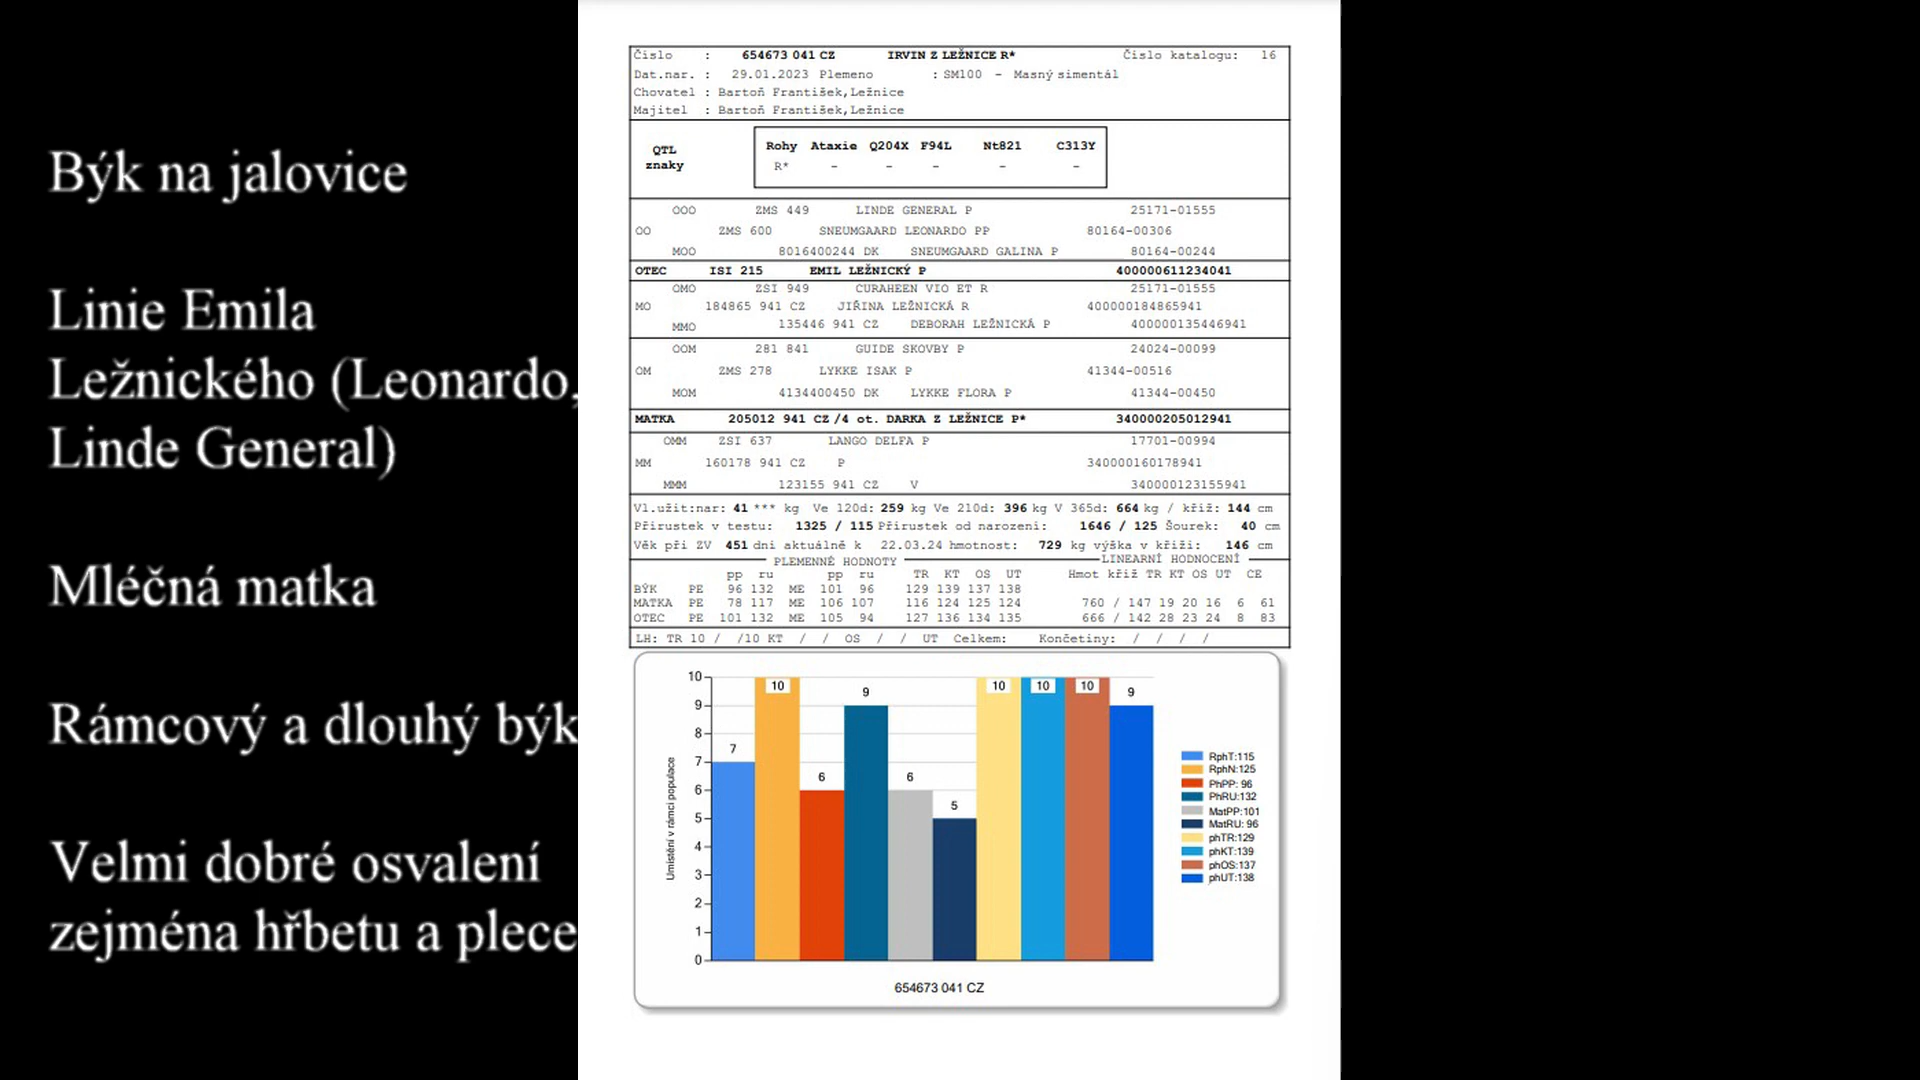 Býk na jalovice
Linie Emila
Ležnického (Leonardo,
Linde General)
Mléčná matka
Rámcový a dlouhý býk
Velmi dobré osvalení
zejména hřbetu a plece
Číslo : 654673 041 CZ IRVIN Z LEŽNICE R* Číslo katalogu: 16
Dat.nar. : 29.01.2023 Plemeno : SM100 - Masný simentál
Chovatel : Bartoň František,Ležnice
Majitel : Bartoň František,Ležnice
QTL znaky
Rohy Ataxie Q204X F94L Nt821 C313Y
R* - - - - -
OOO ZMS 449 LINDE GENERAL P 25171-01555
OO ZMS 600 SNEUMGAARD LEONARDO PP 80164-00306
MOO 8016400244 DK SNEUMGAARD GALINA P 80164-00244
OTEC ISI 215 EMIL LEŽNICKÝ P 400000611234041
OMO ZSI 949 CURAHEEN VIO ET R 25171-01555
MO 184865 941 CZ JIŘINA LEŽNICKÁ R 400000184865941
MMO 135446 941 CZ DEBORAH LEŽNICKÁ P 400000135446941
OOM 281 841 GUIDE SKOVBY P 24024-00099
OM ZMS 278 LYKKE ISAK P 41344-00516
MOM 4134400450 DK LYKKE FLORA P 41344-00450
MATKA 205012 941 CZ /4 ot. DARKA Z LEŽNICE P* 340000205012941
OMM ZSI 637 LANGO DELFA P 17701-00994
MM 160178 941 CZ P 340000160178941
MMM 123155 941 CZ V 340000123155941
Vl.užit:nar: 41 *** kg Ve 120d: 259 kg Ve 210d: 396 kg V 365d: 664 kg / kříž: 144 cm
Přírustek v testu: 1325 / 115 Přírustek od narození: 1646 / 125 Šourek: 40 cm
Věk při ZV 451 dní aktuálně k 22.03.24 hmotnost: 729 kg výška v kříži: 146 cm
PLEMENNÉ HODNOTY LINEARNÍ HODNOCENÍ
pp ru pp ru TR KT OS UT Hmot kříž TR KT OS UT CE
BÝK PE 96 132 ME 101 96 129 139 137 138
MATKA PE 78 117 ME 106 107 116 124 125 124 760 / 147 19 20 16 6 61
OTEC PE 101 132 ME 105 94 127 136 134 135 666 / 142 28 23 24 8 83
LH: TR 10 / /10 KT / / OS / / UT Celkem: Končetiny: / / / /
Umístění v rámci populace
10
9
8
7
6
5
4
3
2
1
0
7 10 6 9 6 5 10 10 10 9
RphT:115
RphN:125
PhPP: 96
PhRU:132
MatPP:101
MatRU: 96
phTR:129
phKT:139
phOS:137
phUT:138
654673 041 CZ